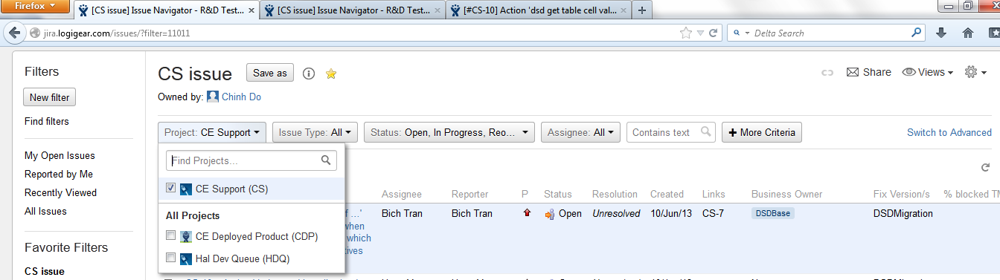 Firefox
[CS issue] Issue Navigator - R&D Test...
[CS issue] Issue Navigator - R&D Test...
[#CS-10] Action 'dsd get table cell val...
jira.logigear.com/issues/?filter=11011
Delta Search
Filters
New filter
Find filters
My Open Issues
Reported by Me
Recently Viewed
All Issues
Favorite Filters
CS issue
CS issue
Save as
Share
Views
Owned by: Chinh Do
Project: CE Support
Issue Type: All
Status: Open, In Progress, Reo...
Assignee: All
Contains text
+ More Criteria
Switch to Advanced
Find Projects...
CE Support (CS)
All Projects
CE Deployed Product (CDP)
Hal Dev Queue (HDQ)
Assignee Reporter P Status Resolution Created Links Business Owner Fix Version/s % blocked TM
f ...'
when
which
tives
Bich Tran Bich Tran Open Unresolved 10/Jun/13 CS-7 DSDBase DSDMigration